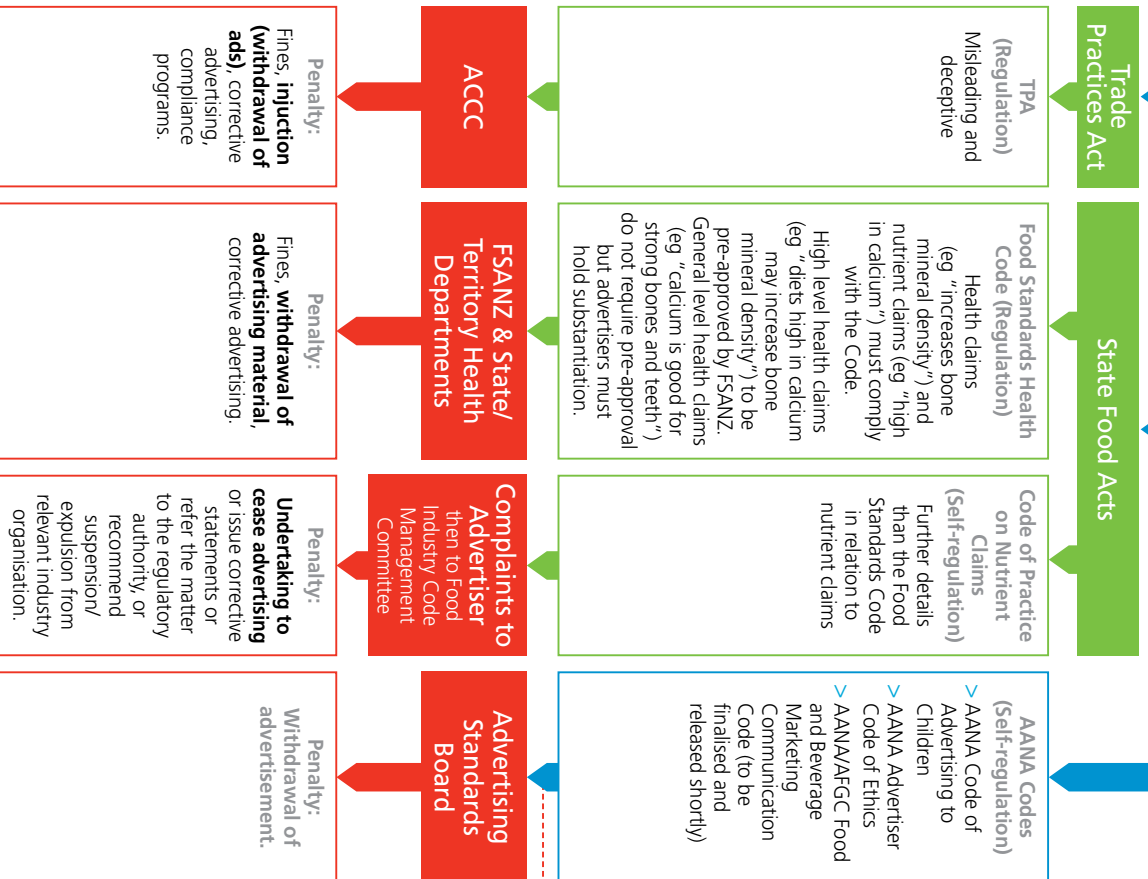 Trade
Practices Act
TPA
(Regulation)
Misleading and
deceptive
ACCC
Penalty:
Fines, injuction
(withdrawal of
ads), corrective
advertising,
compliance
programs.
State Food Acts
Food Standards Health
Code (Regulation)
Health claims
(eg “increases bone
mineral density”) and
nutrient claims (eg “high
in calcium”) must comply
with the Code.
High level health claims
(eg “diets high in calcium
may increase bone
mineral density”) to be
pre-approved by FSANZ.
General level health claims
(eg “calcium is good for
strong bones and teeth”)
do not require pre-approval
but advertisers must
hold substantiation.
FSANZ & State/
Territory Health
Departments
Penalty:
Fines, withdrawal of
advertising material,
corrective advertising.
Code of Practice
on Nutrient
Claims
(Self-regulation)
Further details
than the Food
Standards Code
in relation to
nutrient claims
Complaints to
Advertiser
then to Food
Industry Code
Management
Committee
Penalty:
Undertaking to
cease advertising
or issue corrective
statements or
refer the matter
to the regulatory
authority, or
recommend
suspension/
expulsion from
relevant industry
organisation.
AANA Codes
(Self-regulation)
> AANA Code of
Advertising to
Children
> AANA Advertiser
Code of Ethics
> AANA/AFGC Food
and Beverage
Marketing
Communication
Code (to be
finalised and
released shortly)
Advertising
Standards
Board
Penalty:
Withdrawal of
advertisement.